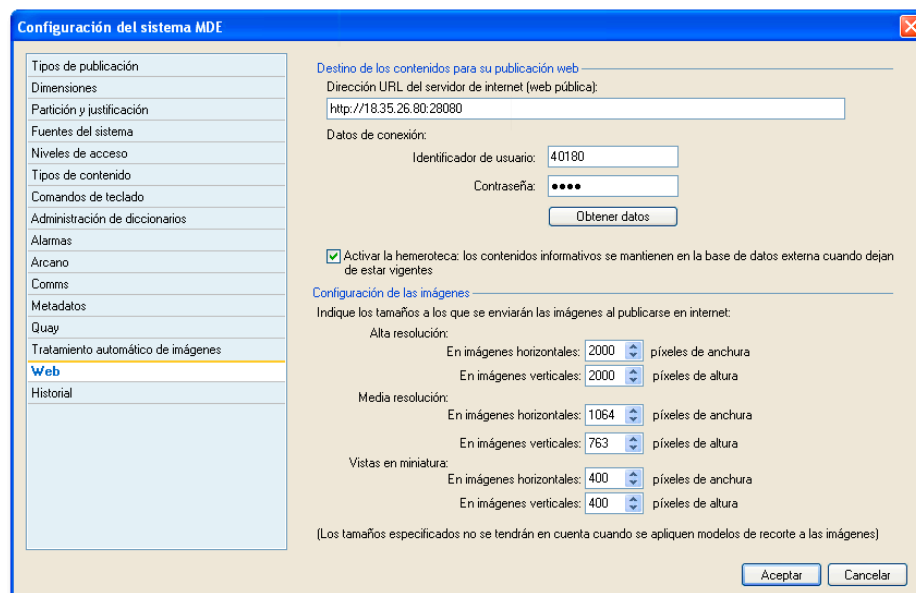 Configuración del sistema MDE
Tipos de publicación
Dimensiones
Partición y justificación
Fuentes del sistema
Niveles de acceso
Tipos de contenido
Comandos de teclado
Administración de diccionarios
Alarmas
Arcano
Comms
Metadatos
Quay
Tratamiento automático de imágenes
Web
Historial
Destino de los contenidos para su publicación web
Dirección URL del servidor de internet (web pública):
http://18.35.26.80:28080
Datos de conexión:
Identificador de usuario: 40180
Contraseña: ●●●●
Obtener datos
Activar la hemeroteca: los contenidos informativos se mantienen en la base de datos externa cuando dejan
de estar vigentes
Configuración de las imágenes
Indique los tamaños a los que se enviarán las imágenes al publicarse en internet:
Alta resolución:
En imágenes horizontales: 2000 píxeles de anchura
En imágenes verticales: 2000 píxeles de altura
Media resolución:
En imágenes horizontales: 1064 píxeles de anchura
En imágenes verticales: 763 píxeles de altura
Vistas en miniatura:
En imágenes horizontales: 400 píxeles de anchura
En imágenes verticales: 400 píxeles de altura
(Los tamaños especificados no se tendrán en cuenta cuando se apliquen modelos de recorte a las imágenes)
Aceptar
Cancelar